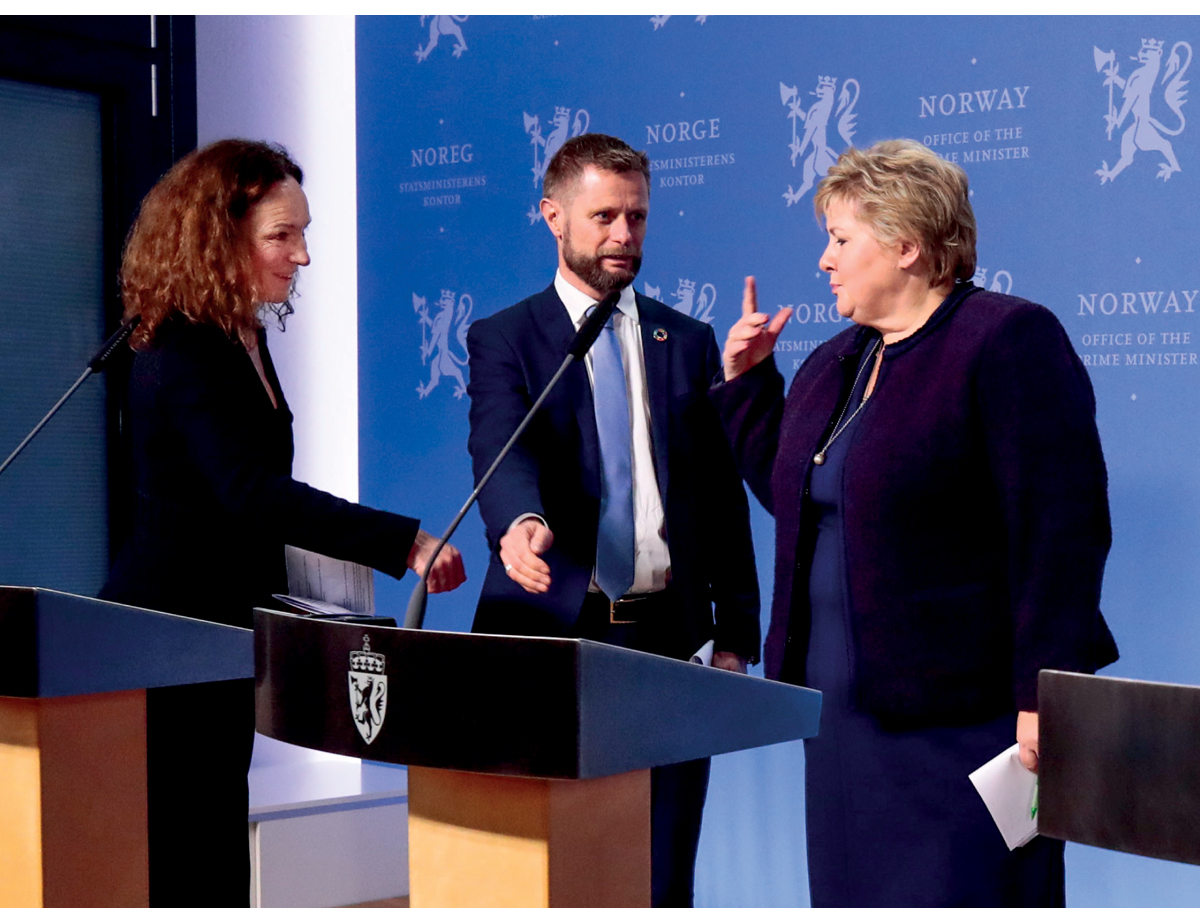 NOREG
STATSMINISTERENS
KONTOR
NORGE
STATSMINISTERENS
KONTOR
NORWAY
OFFICE OF THE
PRIME MINISTER
NORWAY
OFFICE OF THE
PRIME MINISTER